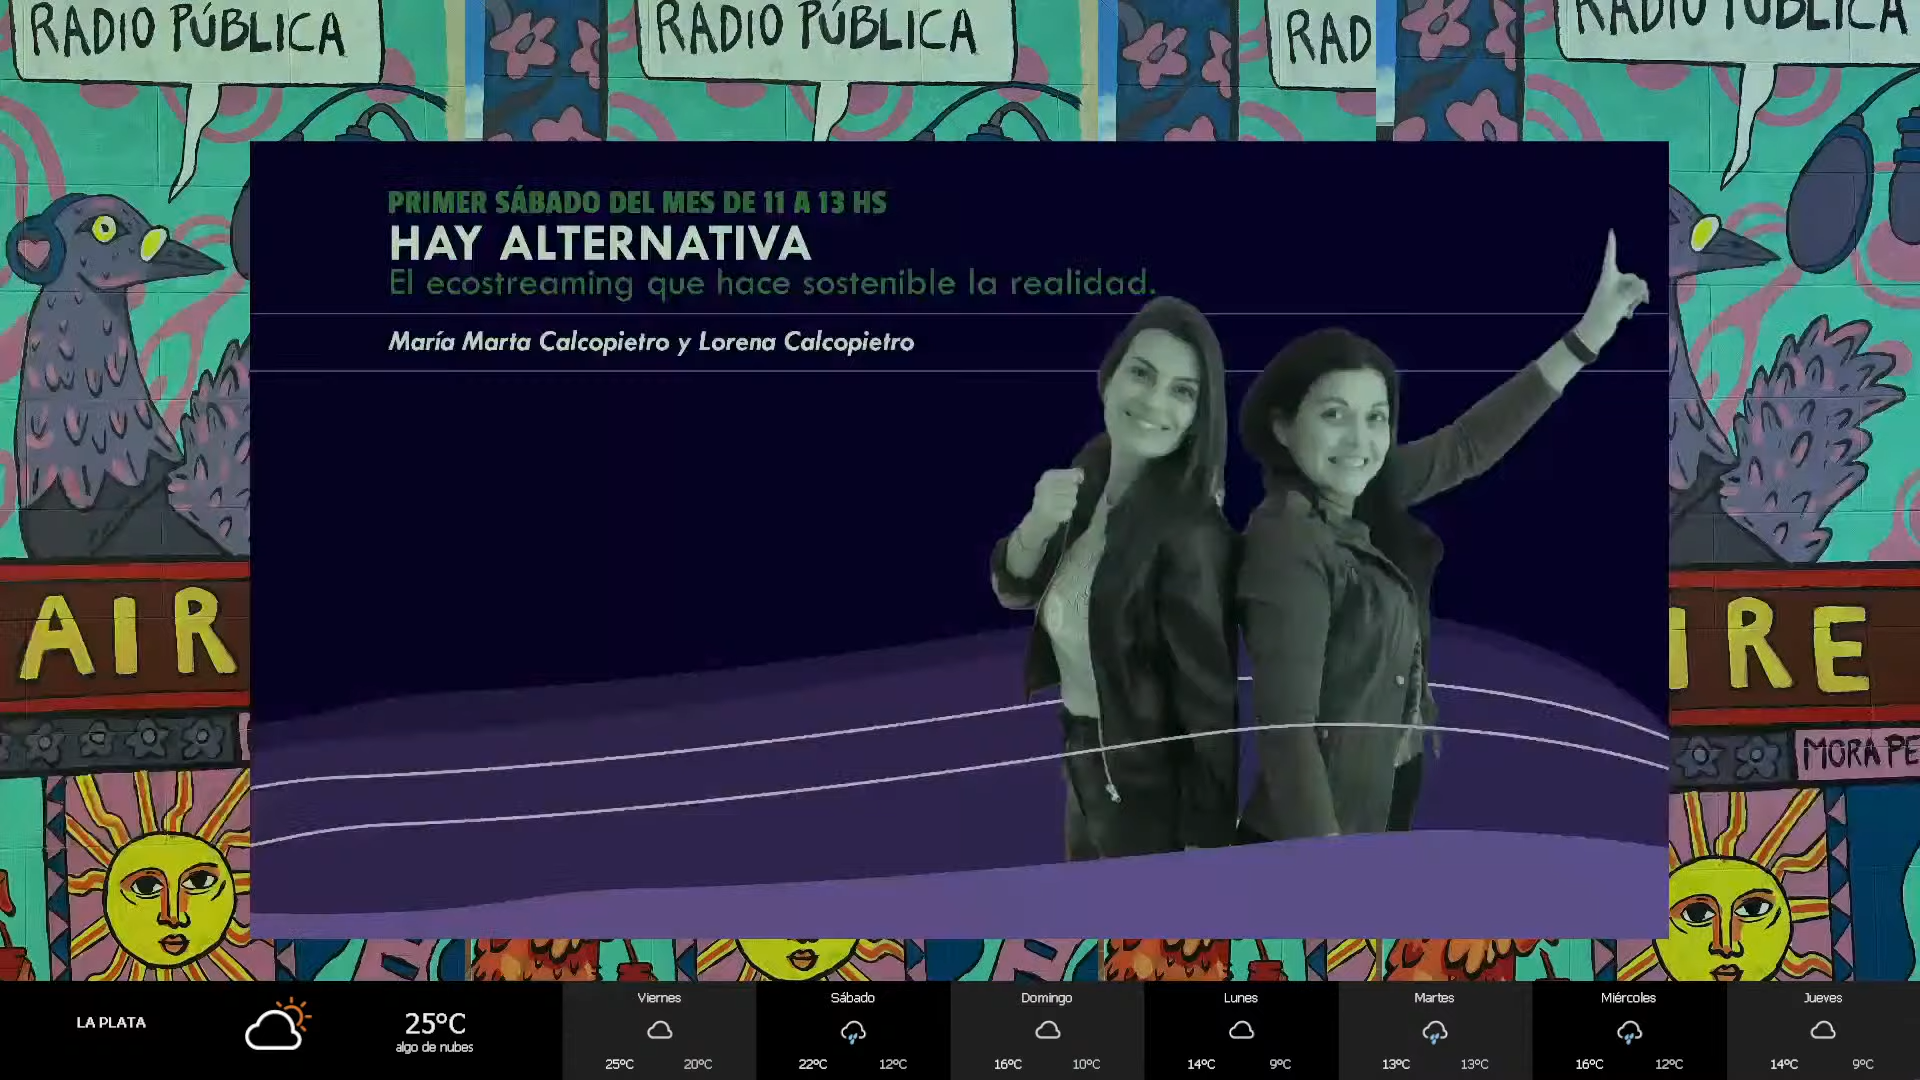 RADIO PÚBLICA
RADIO PÚBLICA
RAD
RADIO PÚBLICA
PRIMER SÁBADO DEL MES DE 11 A 13 HS
HAY ALTERNATIVA
El ecostreaming que hace sostenible la realidad.
María Marta Calcopietro y Lorena Calcopietro
AIR
IRE
MORA PE
LA PLATA
25°C
algo de nubes
Viernes
25°C 20°C
Sábado
22°C 12°C
Domingo
16°C 10°C
Lunes
14°C 9°C
Martes
13°C 13°C
Miércoles
16°C 12°C
Jueves
14°C 9°C